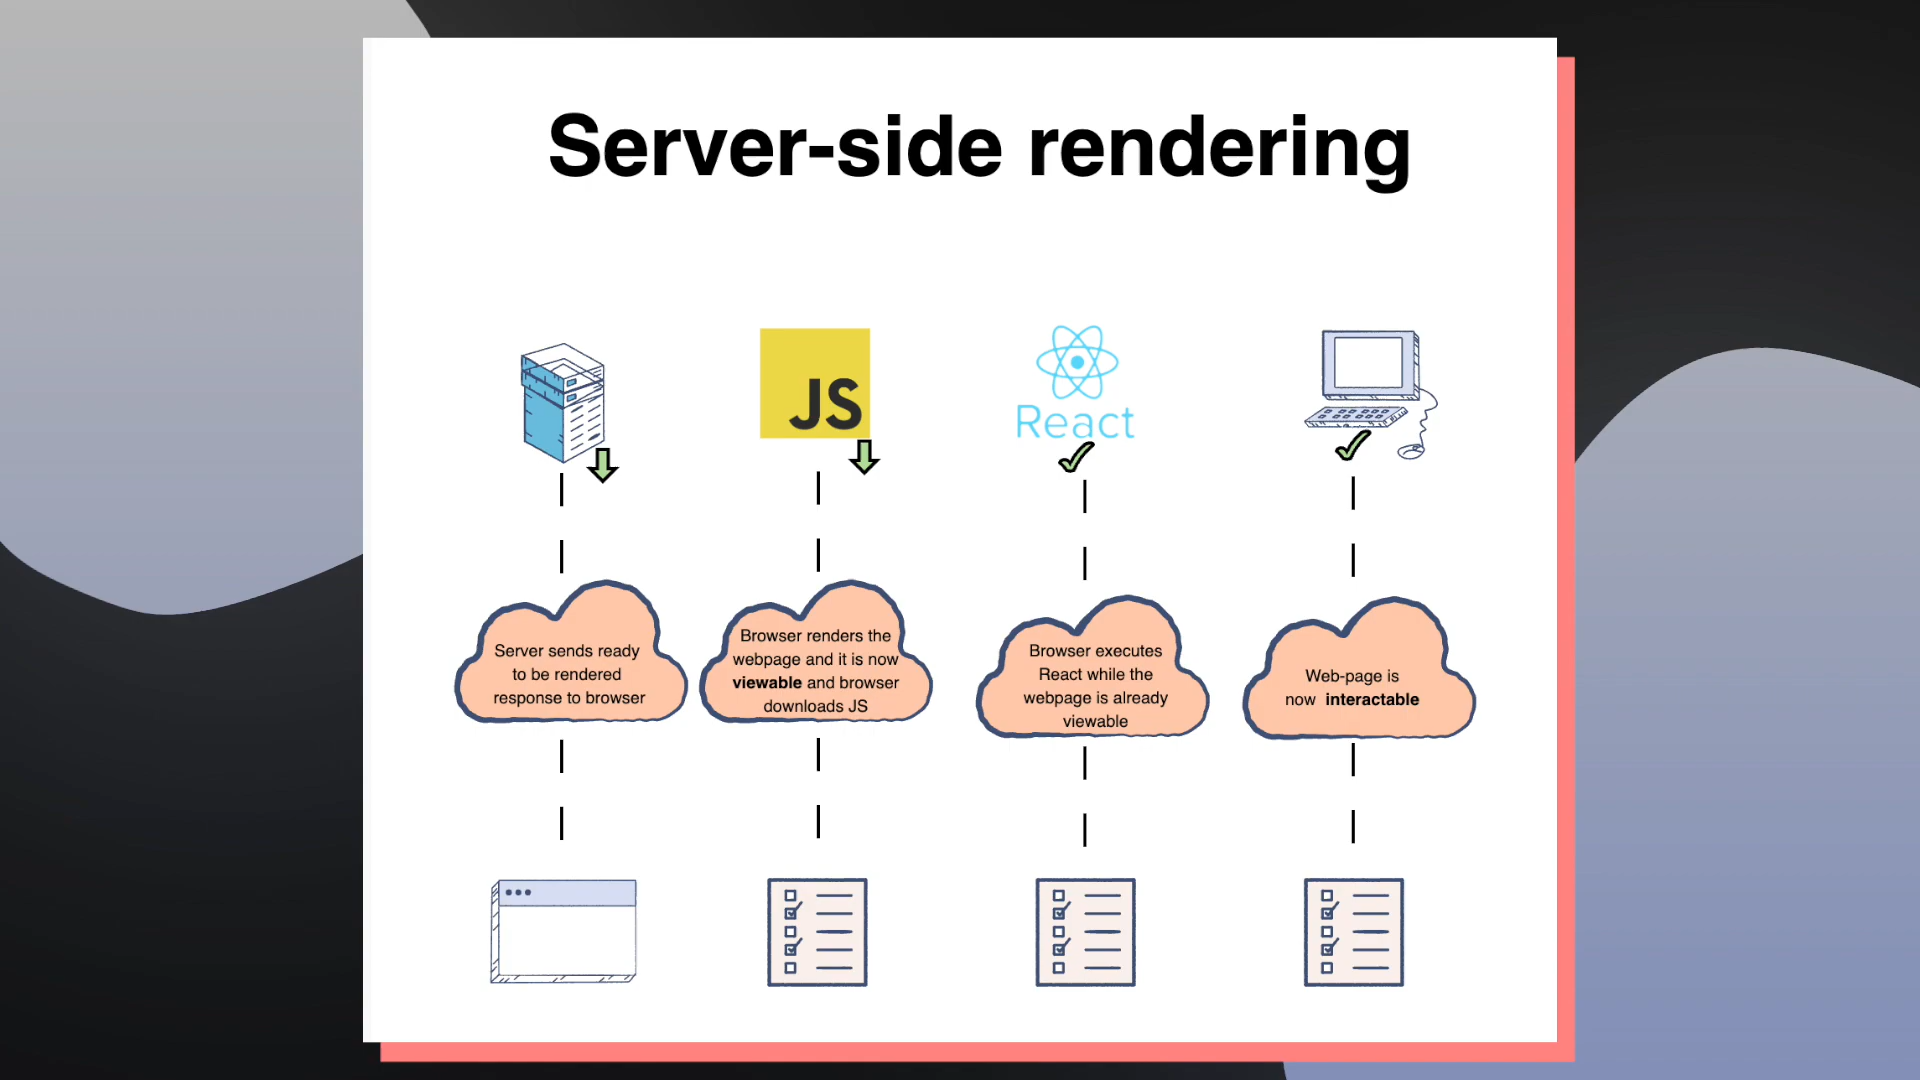 Server-side rendering
JS
React
Server sends ready
to be rendered
response to browser
Browser renders the
webpage and it is now
viewable and browser
downloads JS
Browser executes
React while the
webpage is already
viewable
Web-page is
now interactable